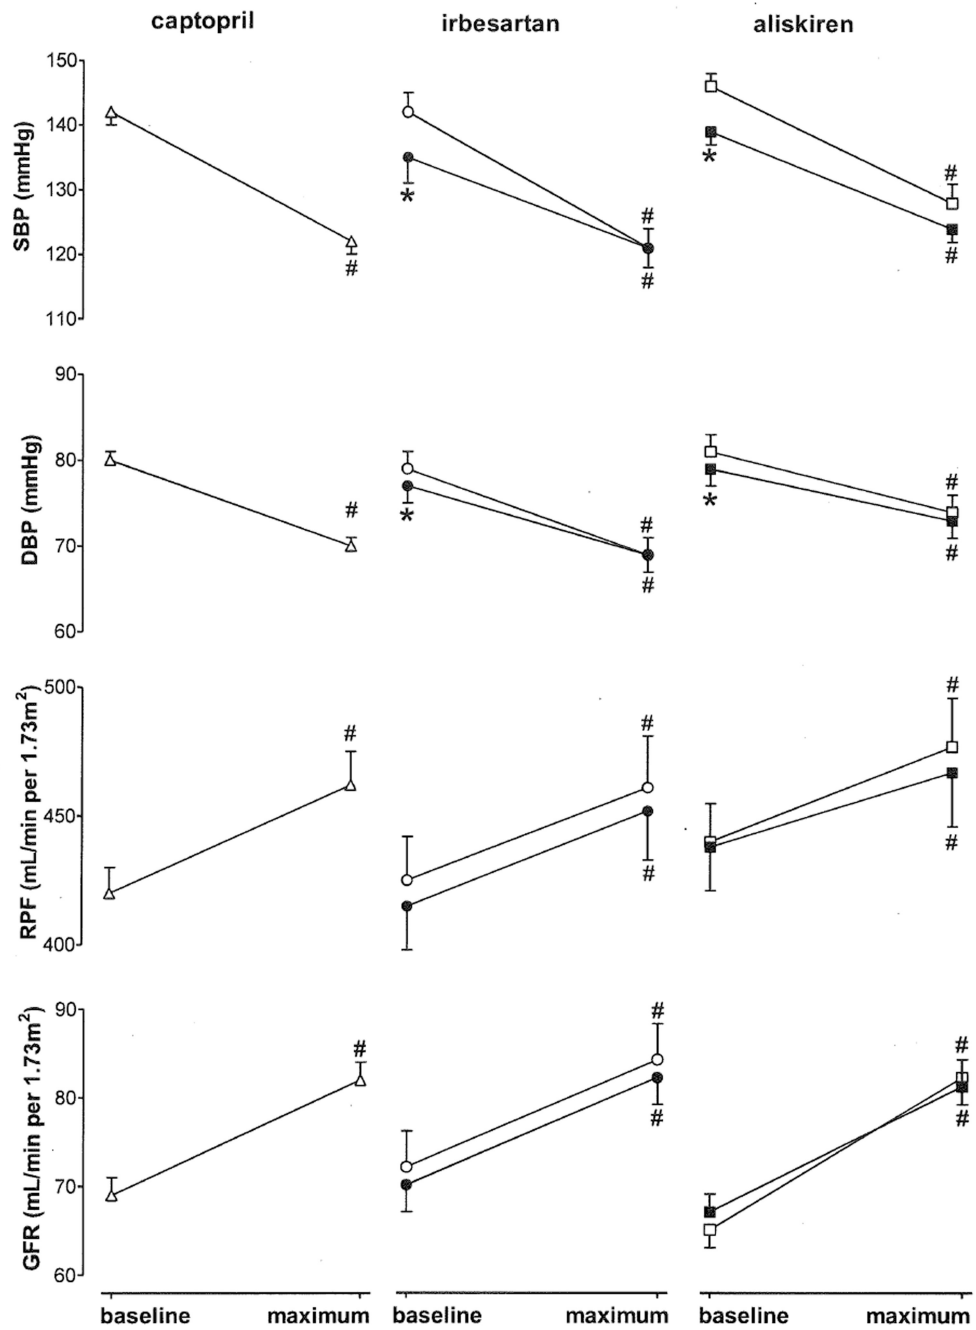 captopril irbesartan aliskiren
150
140
130
120
110
SBP (mmHg)
* # # # * # #
90
80
70
60
DBP (mmHg)
# * # # * # #
500
450
400
RPF (mL/min per 1.73m²)
# # # # #
90
80
70
60
GFR (mL/min per 1.73m²)
# # # # #
baseline maximum baseline maximum baseline maximum